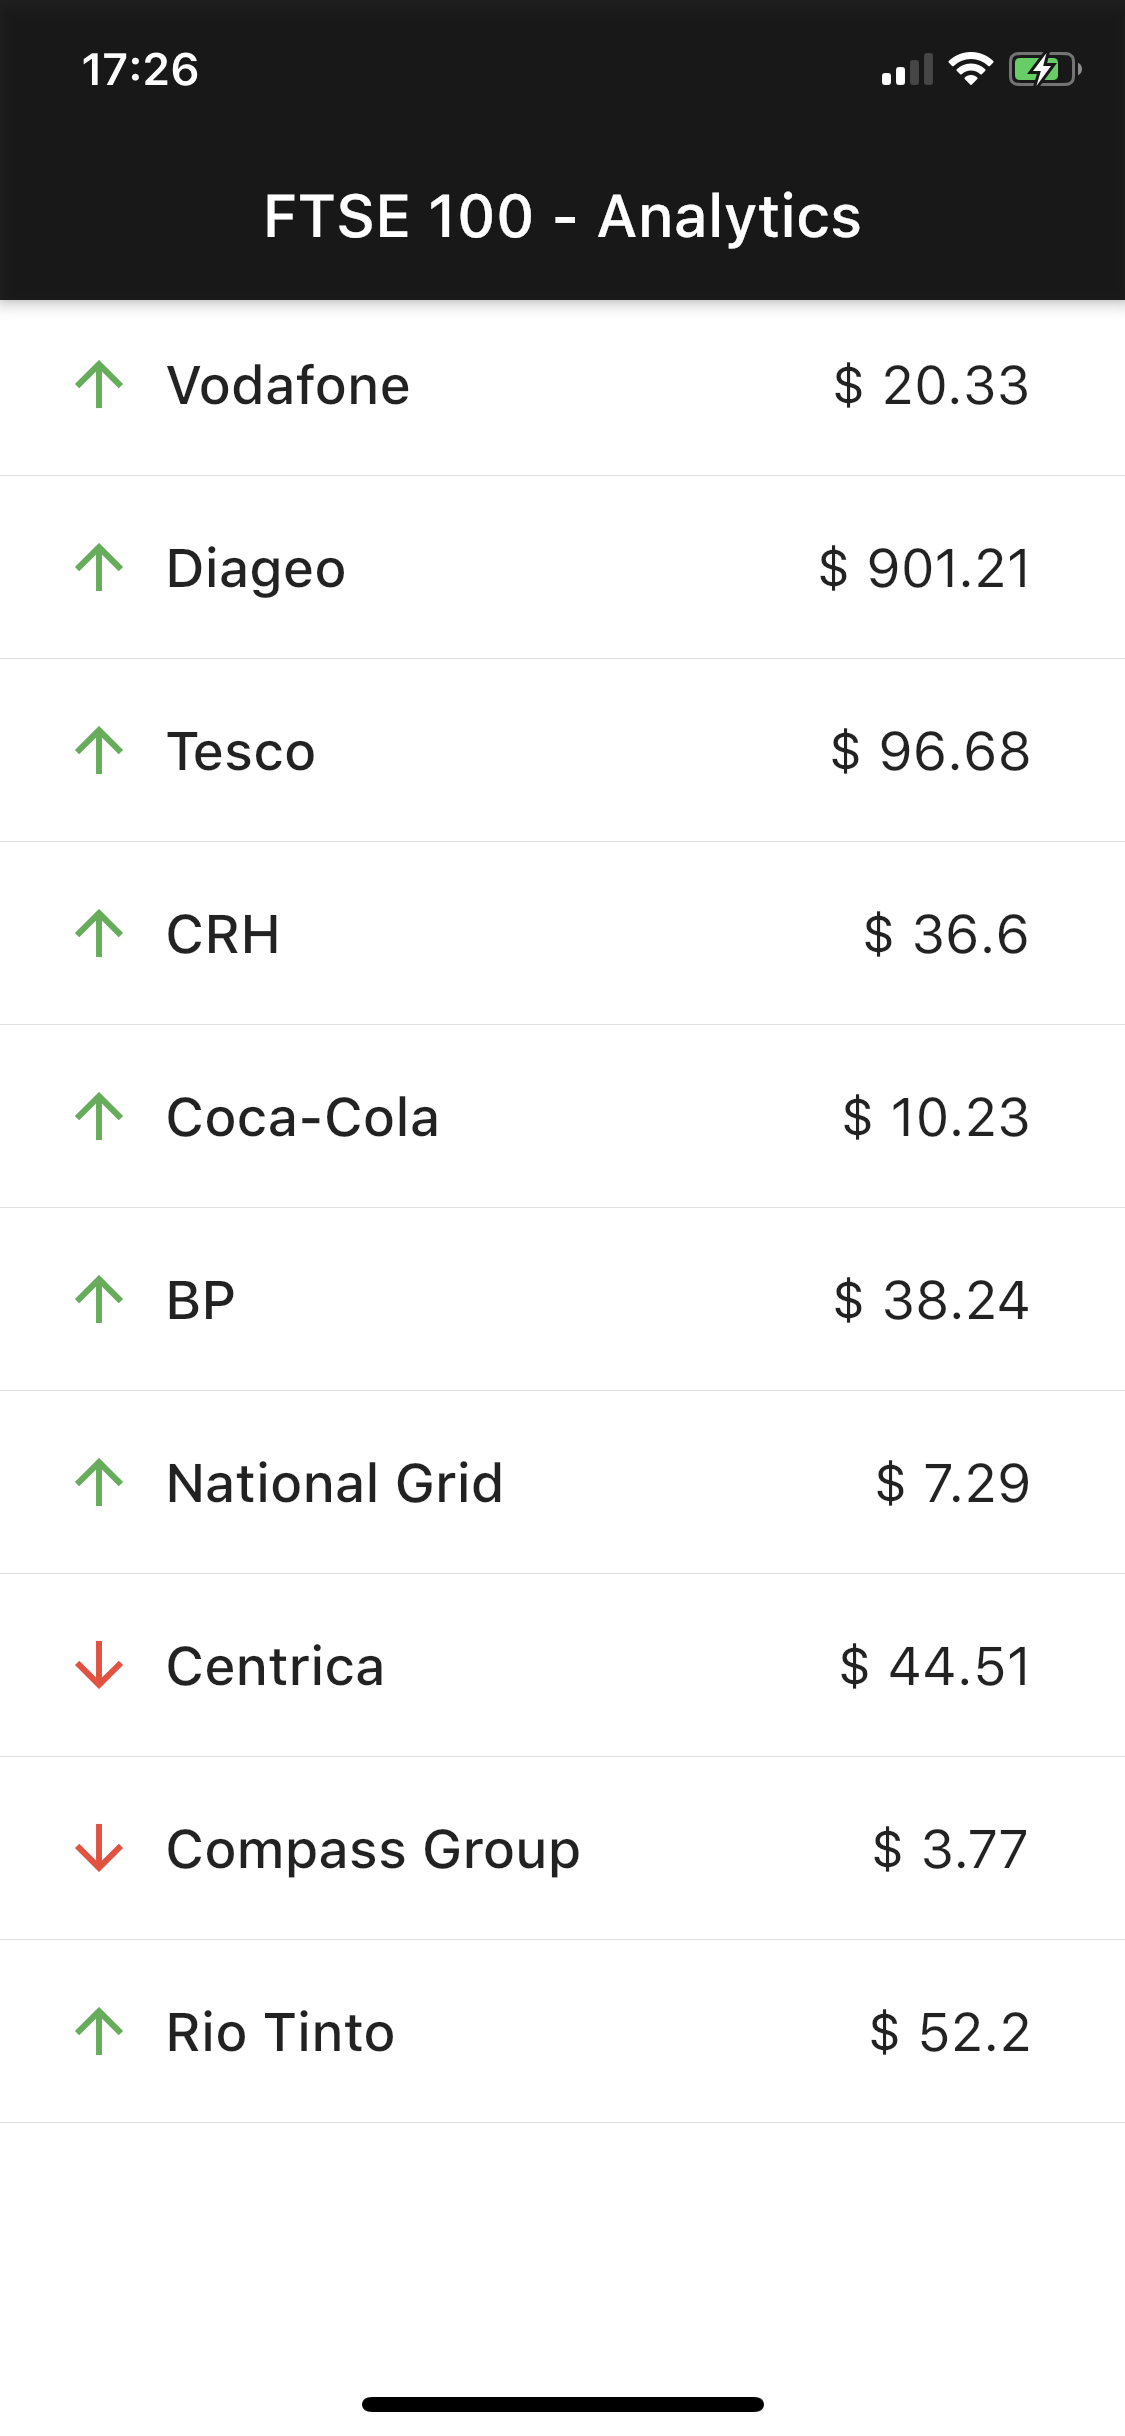 17:26
FTSE 100 - Analytics
Vodafone $ 20.33
Diageo $ 901.21
Tesco $ 96.68
CRH $ 36.6
Coca-Cola $ 10.23
BP $ 38.24
National Grid $ 7.29
Centrica $ 44.51
Compass Group $ 3.77
Rio Tinto $ 52.2